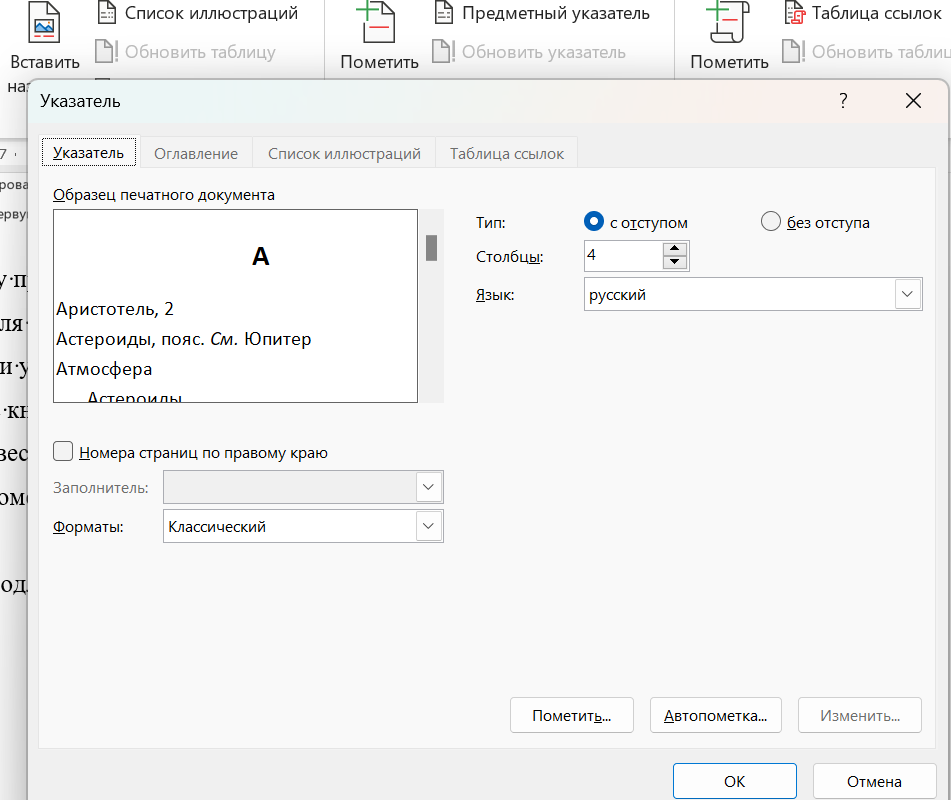 Список иллюстраций
Предметный указатель
Таблица ссылок
Обновить таблицу
Обновить указатель
Обновить таблиц
Вставить
Пометить
Пометить
Указатель
?
7
Указатель
Оглавление
Список иллюстраций
Таблица ссылок
Образец печатного документа
А
Аристотель, 2
Астероиды, пояс. См. Юпитер
Атмосфера
Астероиды
Тип:
с отступом
без отступа
Столбцы:
4
Язык:
русский
Номера страниц по правому краю
Заполнитель:
Форматы:
Классический
Пометить...
Автопометка...
Изменить...
ОК
Отмена